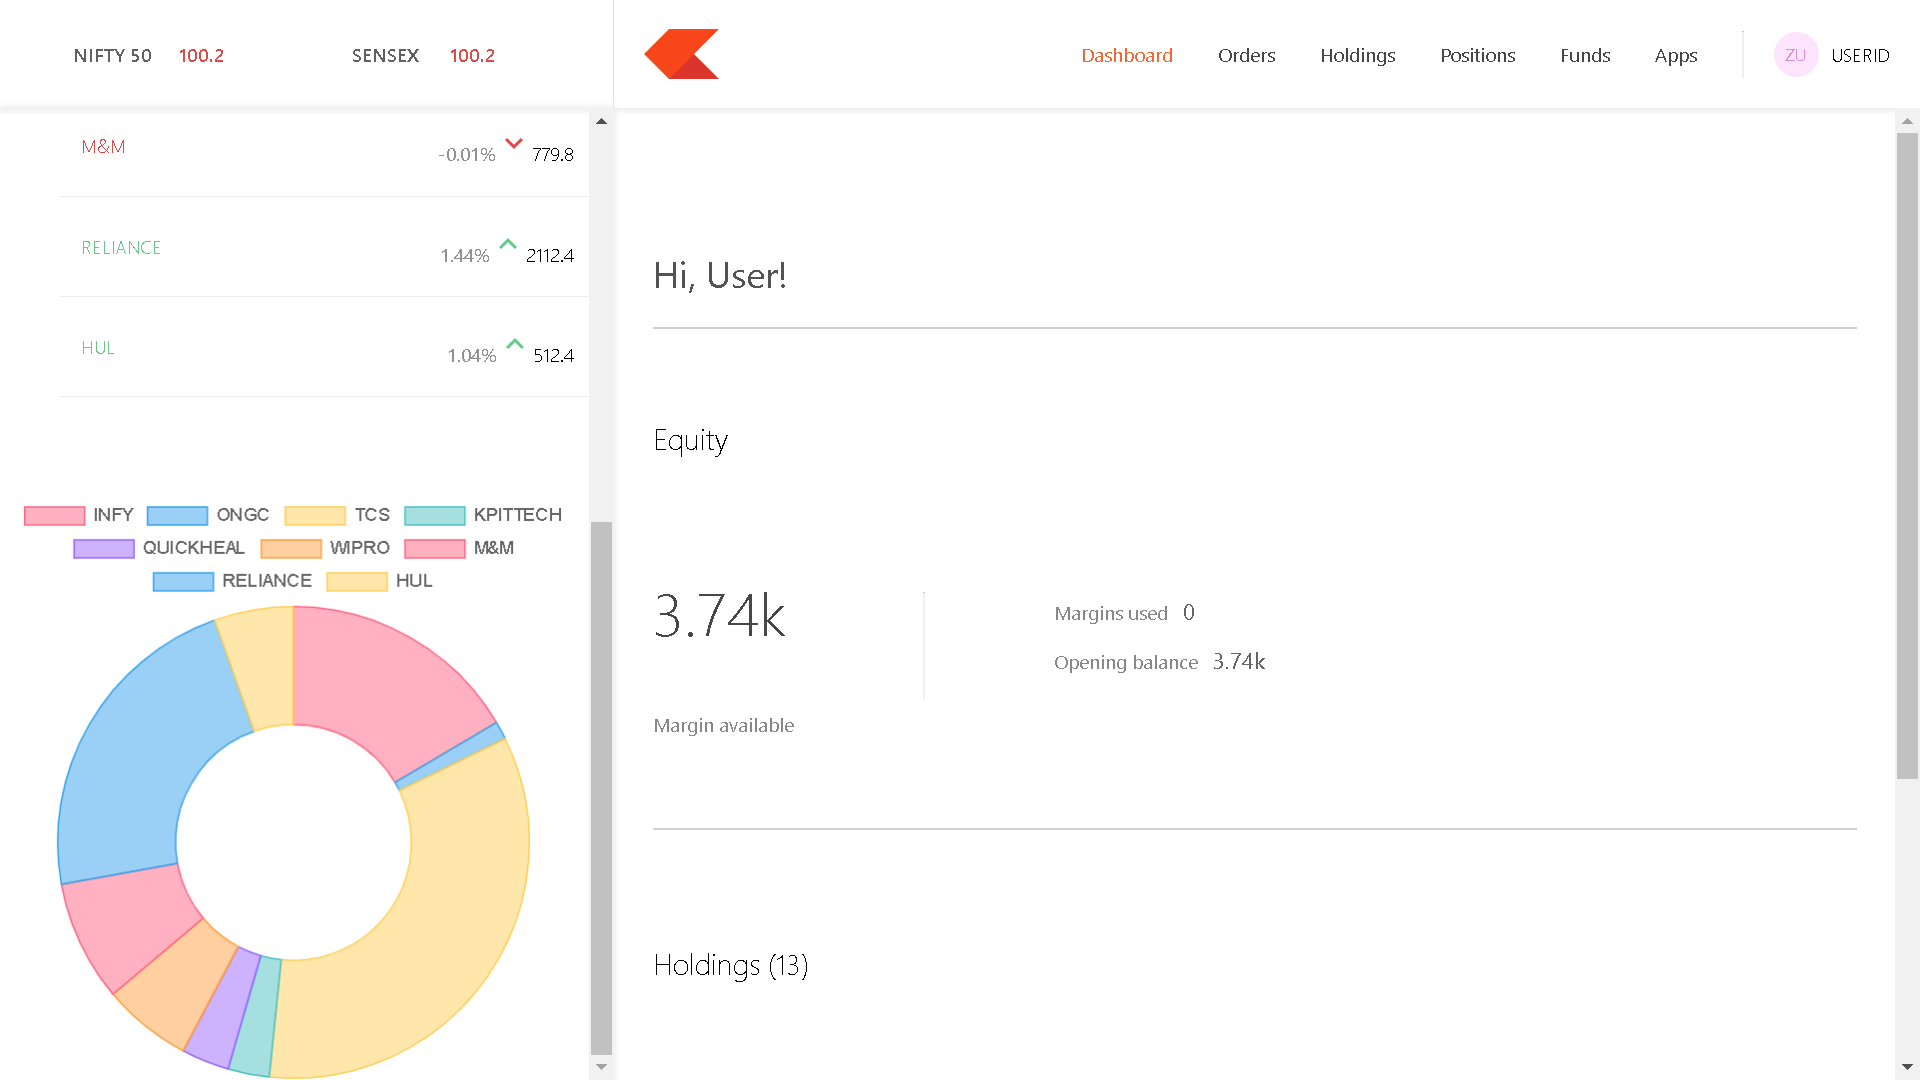 NIFTY 50 100.2 SENSEX 100.2
Dashboard Orders Holdings Positions Funds Apps ZU USERID
M&M -0.01% 779.8
RELIANCE 1.44% 2112.4
HUL 1.04% 512.4
INFY ONGC TCS KPITTECH
QUICKHEAL WIPRO M&M
RELIANCE HUL
Hi, User!
Equity
3.74k
Margin available
Margins used 0
Opening balance 3.74k
Holdings (13)